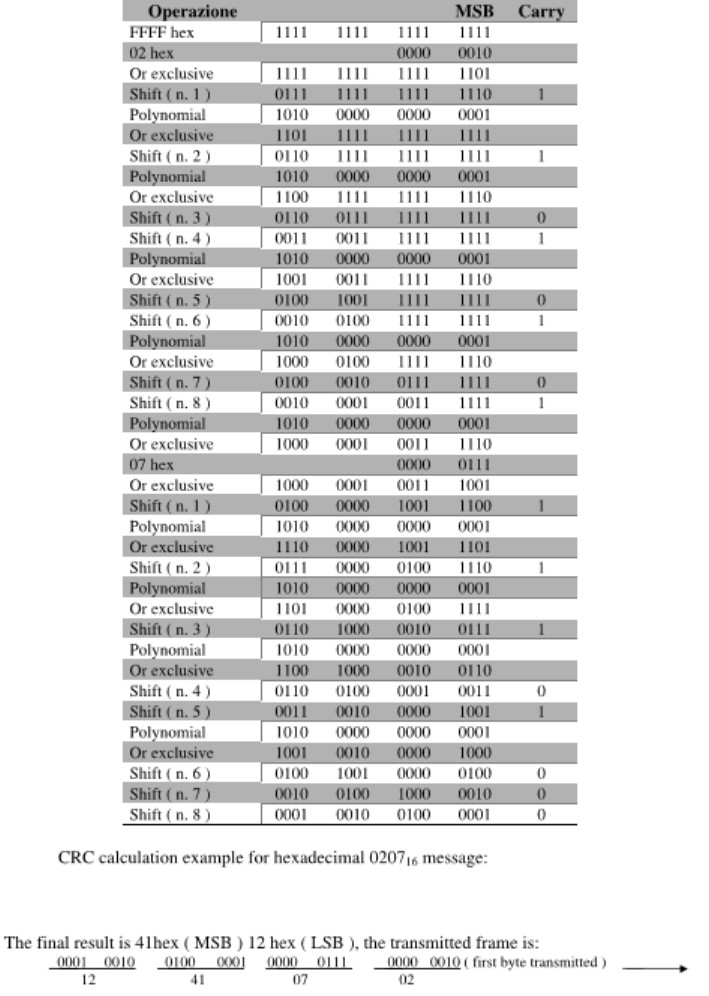 Operazione MSB Carry
FFFF hex 1111 1111 1111 1111
02 hex 0000 0010
Or exclusive 1111 1111 1111 1101
Shift ( n. 1 ) 0111 1111 1111 1110 1
Polynomial 1010 0000 0000 0001
Or exclusive 1101 1111 1111 1111
Shift ( n. 2 ) 0110 1111 1111 1111 1
Polynomial 1010 0000 0000 0001
Or exclusive 1100 1111 1111 1110
Shift ( n. 3 ) 0110 0111 1111 1111 0
Shift ( n. 4 ) 0011 0011 1111 1111 1
Polynomial 1010 0000 0000 0001
Or exclusive 1001 0011 1111 1110
Shift ( n. 5 ) 0100 1001 1111 1111 0
Shift ( n. 6 ) 0010 0100 1111 1111 1
Polynomial 1010 0000 0000 0001
Or exclusive 1000 0100 1111 1110
Shift ( n. 7 ) 0100 0010 0111 1111 0
Shift ( n. 8 ) 0010 0001 0011 1111 1
Polynomial 1010 0000 0000 0001
Or exclusive 1000 0001 0011 1110
07 hex 0000 0111
Or exclusive 1000 0001 0011 1001
Shift ( n. 1 ) 0100 0000 1001 1100 1
Polynomial 1010 0000 0000 0001
Or exclusive 1110 0000 1001 1101
Shift ( n. 2 ) 0111 0000 0100 1110 1
Polynomial 1010 0000 0000 0001
Or exclusive 1101 0000 0100 1111
Shift ( n. 3 ) 0110 1000 0010 0111 1
Polynomial 1010 0000 0000 0001
Or exclusive 1100 1000 0010 0110
Shift ( n. 4 ) 0110 0100 0001 0011 0
Shift ( n. 5 ) 0011 0010 0000 1001 1
Polynomial 1010 0000 0000 0001
Or exclusive 1001 0010 0000 1000
Shift ( n. 6 ) 0100 1001 0000 0100 0
Shift ( n. 7 ) 0010 0100 1000 0010 0
Shift ( n. 8 ) 0001 0010 0100 0001 0
CRC calculation example for hexadecimal 0207₁₆ message:
The final result is 41hex ( MSB ) 12 hex ( LSB ), the transmitted frame is:
0001 0010 0100 0001 0000 0111 0000 0010 ( first byte transmitted )
12 41 07 02